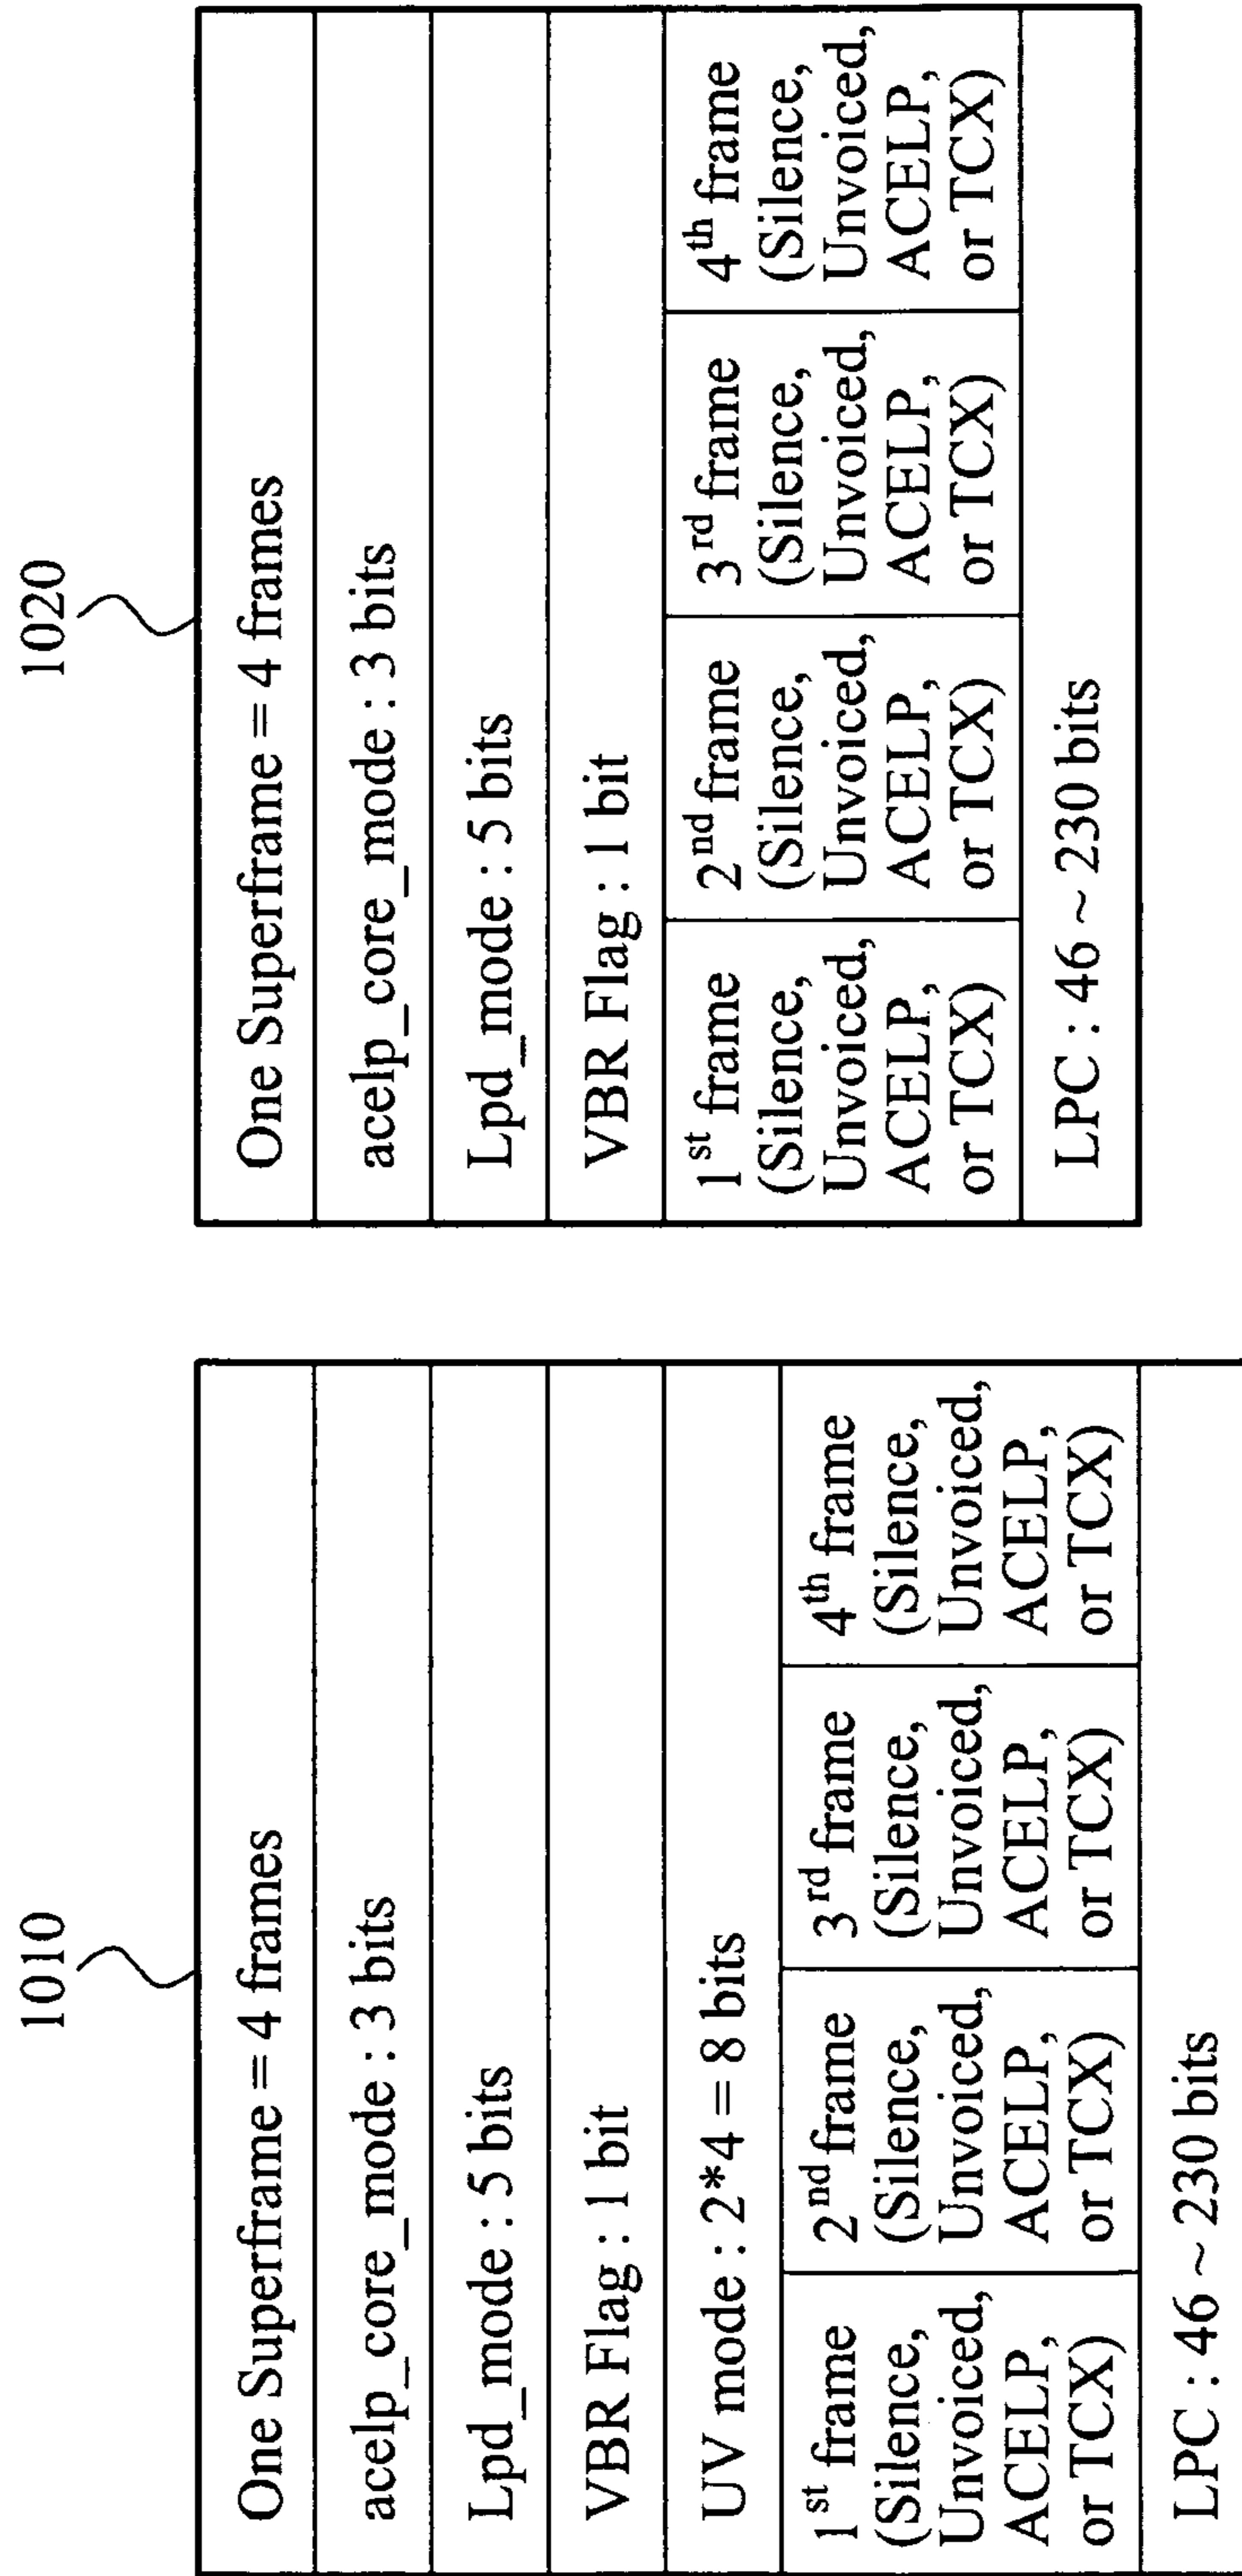 1010
One Superframe = 4 frames
acelp_core_mode : 3 bits
Lpd_mode : 5 bits
VBR Flag : 1 bit
UV mode : 2*4 = 8 bits
1st frame
(Silence,
Unvoiced,
ACELP,
or TCX)
2nd frame
(Silence,
Unvoiced,
ACELP,
or TCX)
3rd frame
(Silence,
Unvoiced,
ACELP,
or TCX)
4th frame
(Silence,
Unvoiced,
ACELP,
or TCX)
LPC : 46 ~ 230 bits
1020
One Superframe = 4 frames
acelp_core_mode : 3 bits
Lpd_mode : 5 bits
VBR Flag : 1 bit
1st frame
(Silence,
Unvoiced,
ACELP,
or TCX)
2nd frame
(Silence,
Unvoiced,
ACELP,
or TCX)
3rd frame
(Silence,
Unvoiced,
ACELP,
or TCX)
4th frame
(Silence,
Unvoiced,
ACELP,
or TCX)
LPC : 46 ~ 230 bits